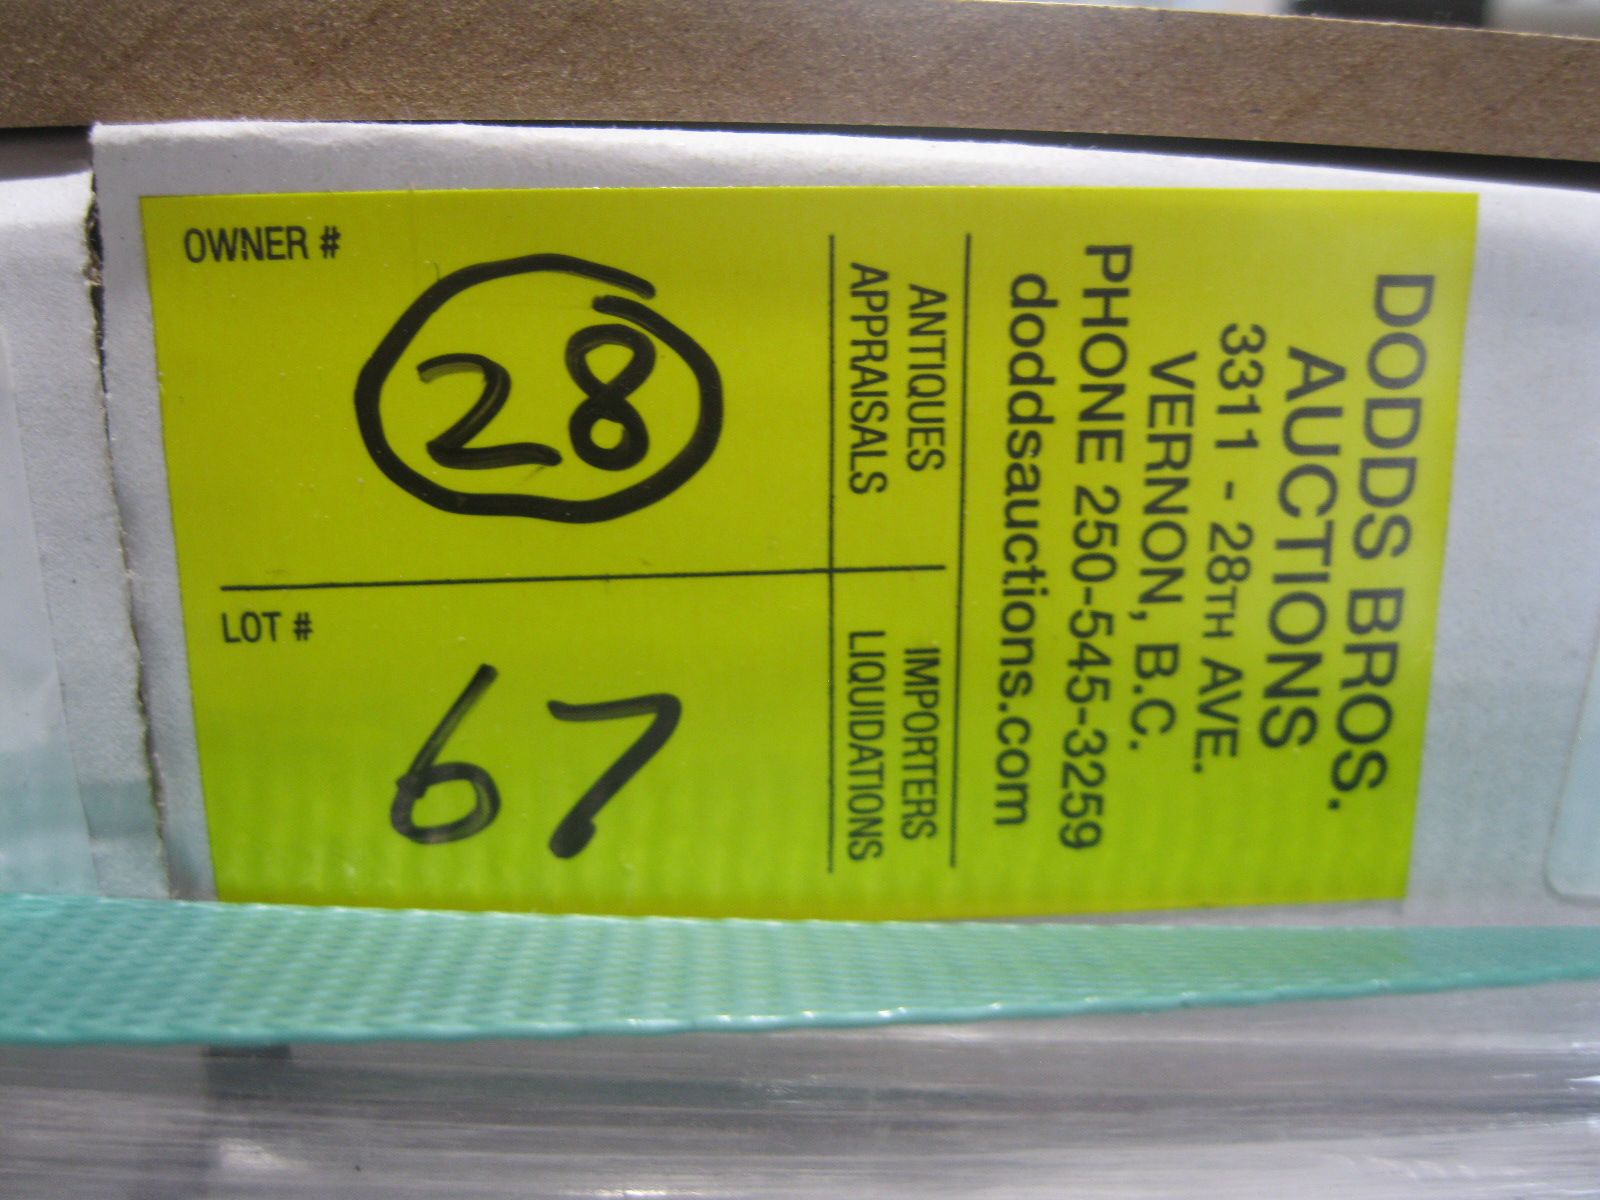 DODDS BROS.
AUCTIONS
3311 - 28TH AVE.
VERNON, B.C.
PHONE 250-545-3259
doddsauctions.com
ANTIQUES
APPRAISALS
IMPORTERS
LIQUIDATIONS
OWNER #
28
LOT #
67